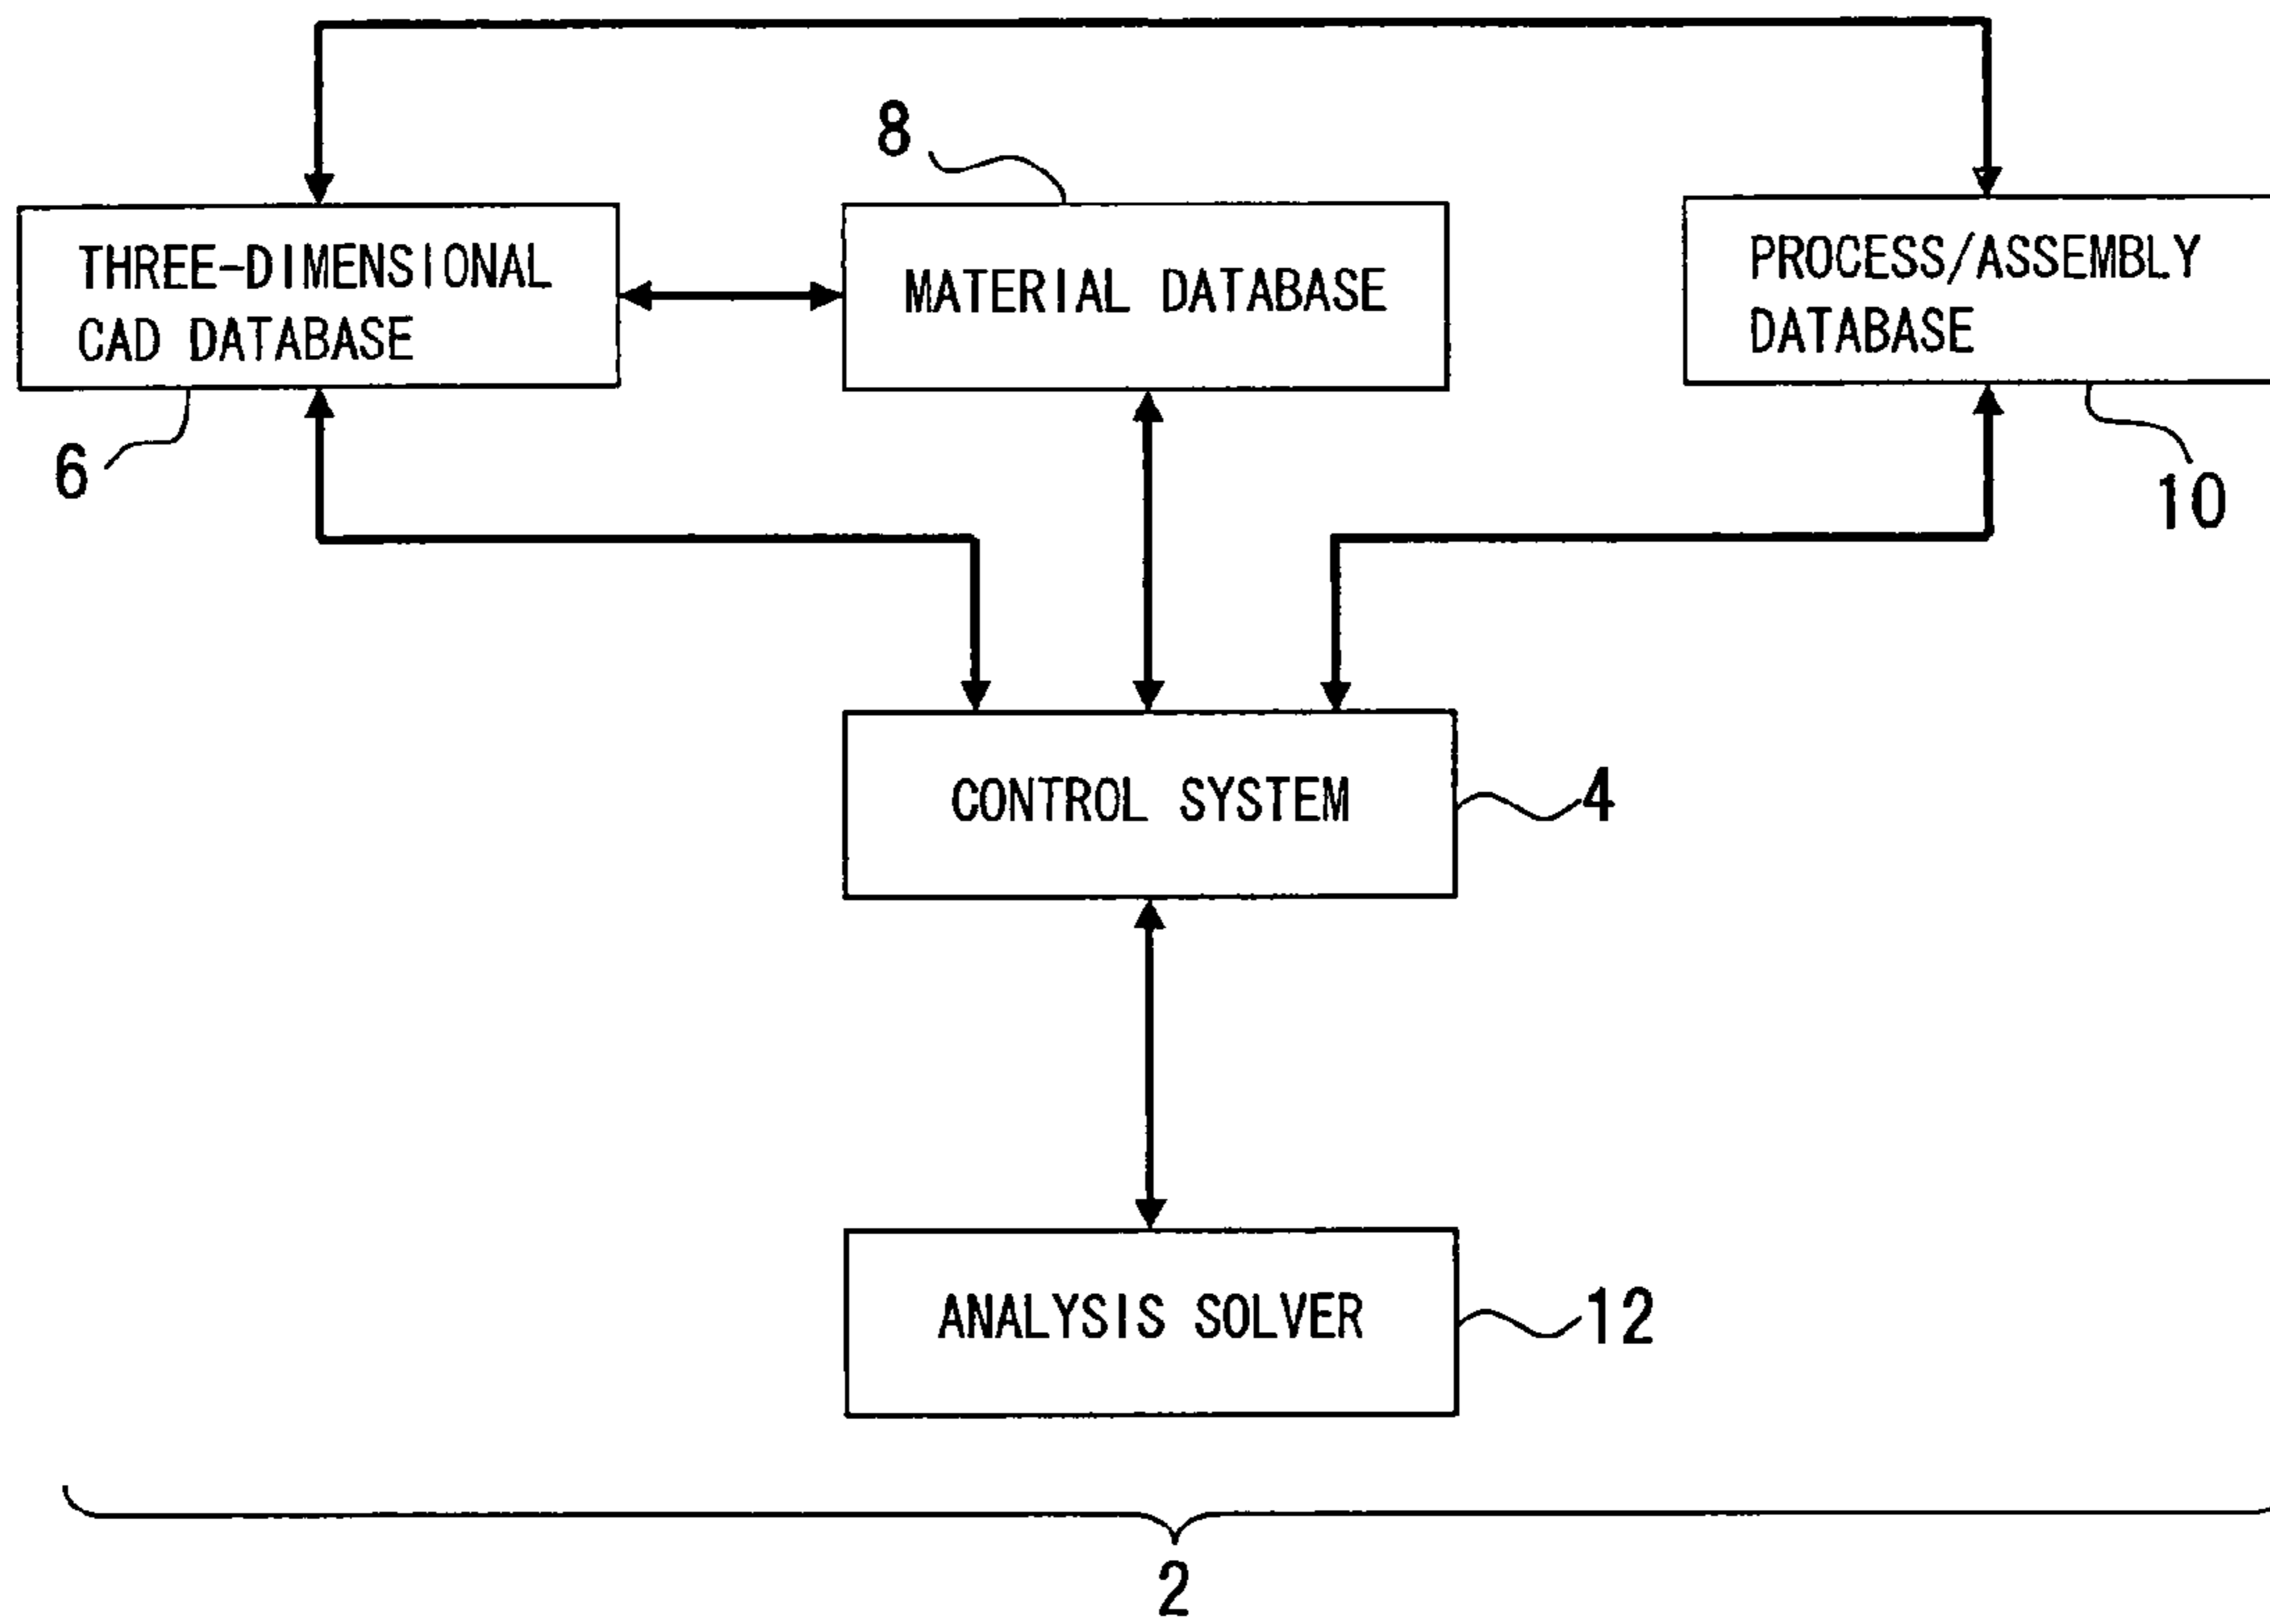 8
THREE-DIMENSIONAL
CAD DATABASE
MATERIAL DATABASE
PROCESS/ASSEMBLY
DATABASE
6
10
CONTROL SYSTEM
4
ANALYSIS SOLVER
12
2